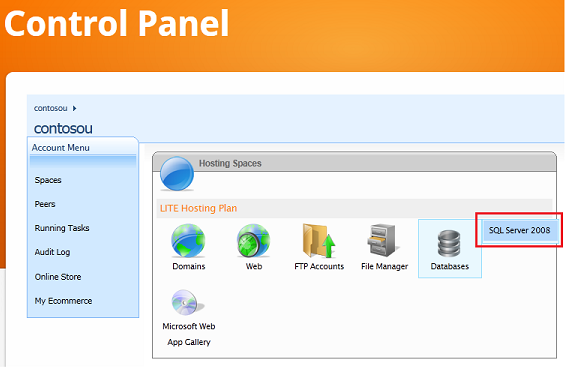 Control Panel
contosou
contosou
Account Menu
Spaces
Peers
Running Tasks
Audit Log
Online Store
My Ecommerce
Hosting Spaces
LITE Hosting Plan
Domains
Web
FTP Accounts
File Manager
Databases
SQL Server 2008
Microsoft Web
App Gallery